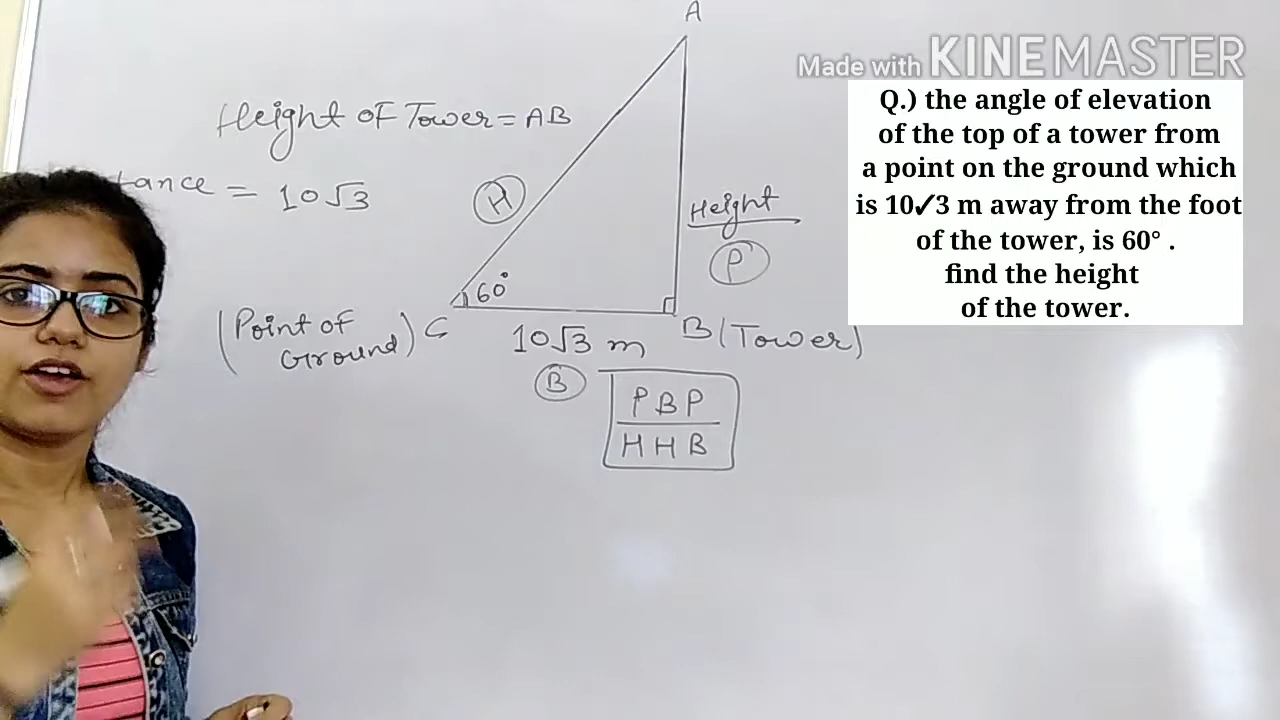 A
Made with KINEMASTER
Q.) the angle of elevation
of the top of a tower from
a point on the ground which
is 10✓3 m away from the foot
of the tower, is 60° .
find the height
of the tower.
Height of Tower = AB
tance = 10√3
H
Height
P
60°
(Point of
Ground) C
10√3 m
B (Tower)
B
P B P
H H B